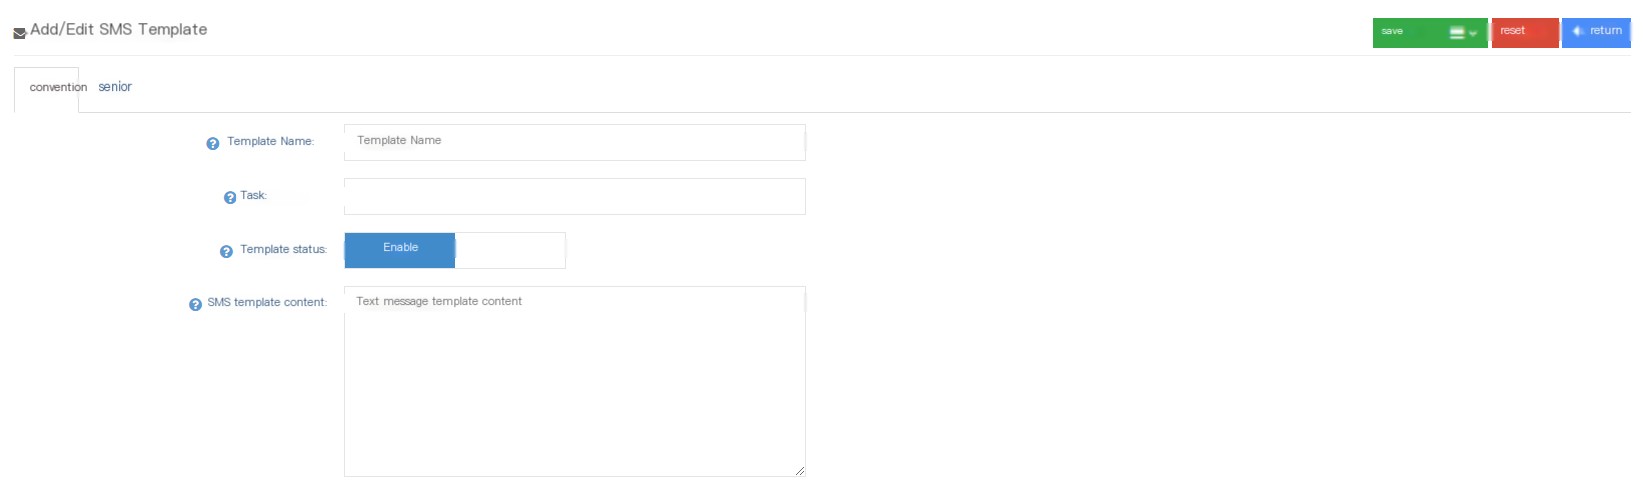 Add/Edit SMS Template
save
reset
return
convention
senior
Template Name:
Template Name
Task:
Template status:
Enable
SMS template content:
Text message template content